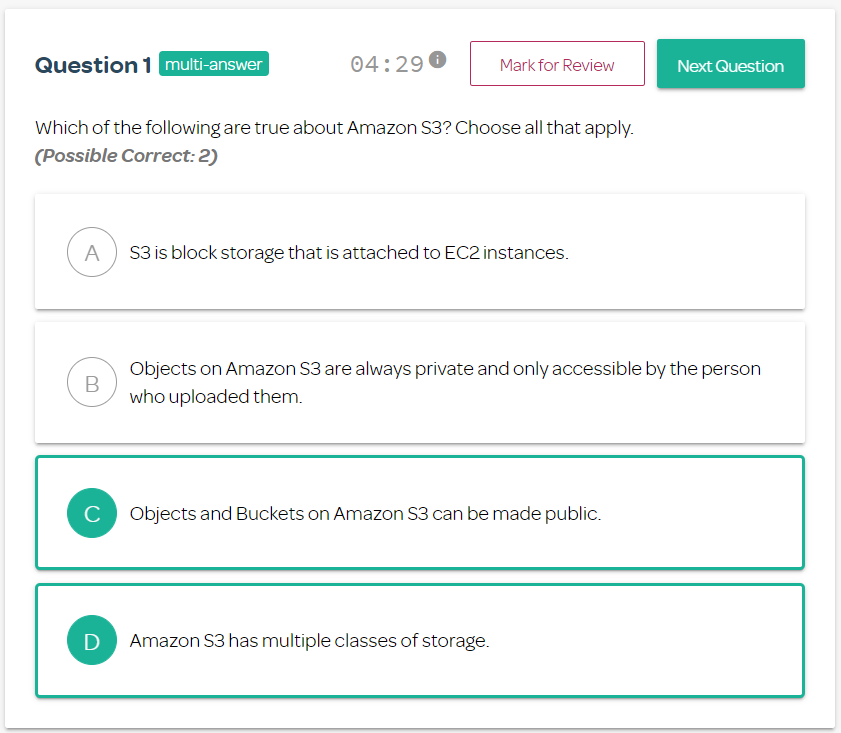 Question 1 multi-answer 04:29 i Mark for Review Next Question
Which of the following are true about Amazon S3? Choose all that apply.
(Possible Correct: 2)
A S3 is block storage that is attached to EC2 instances.
B Objects on Amazon S3 are always private and only accessible by the person
who uploaded them.
C Objects and Buckets on Amazon S3 can be made public.
D Amazon S3 has multiple classes of storage.